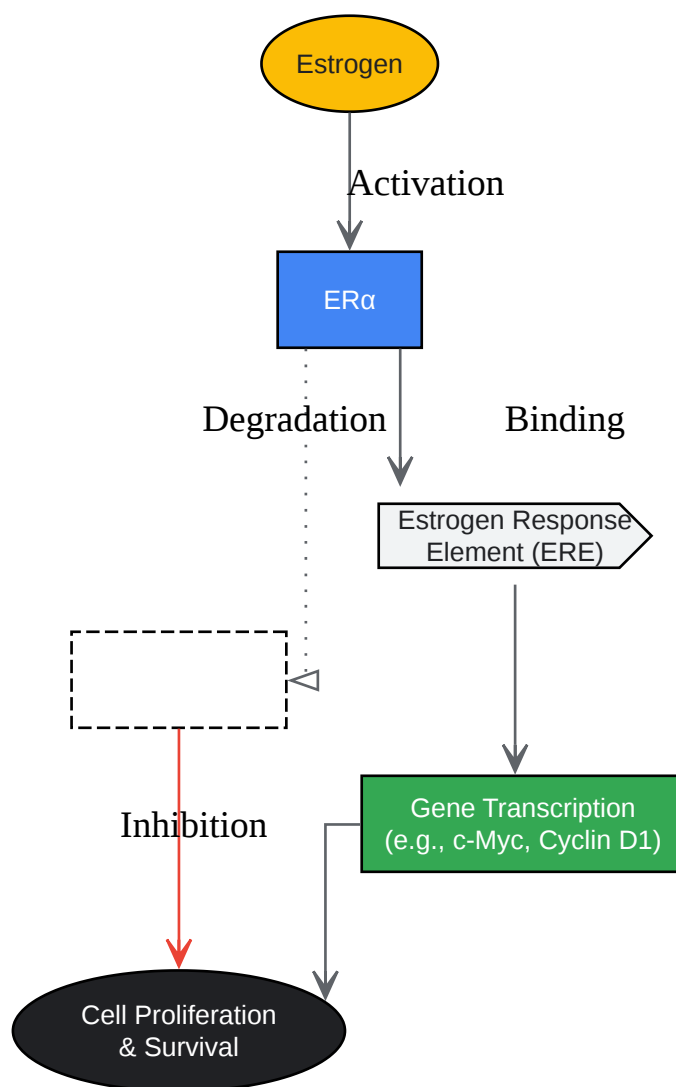 Estrogen
Activation
ERα
Degradation
Binding
Estrogen Response
Element (ERE)
Gene Transcription
(e.g., c-Myc, Cyclin D1)
Inhibition
Cell Proliferation
& Survival